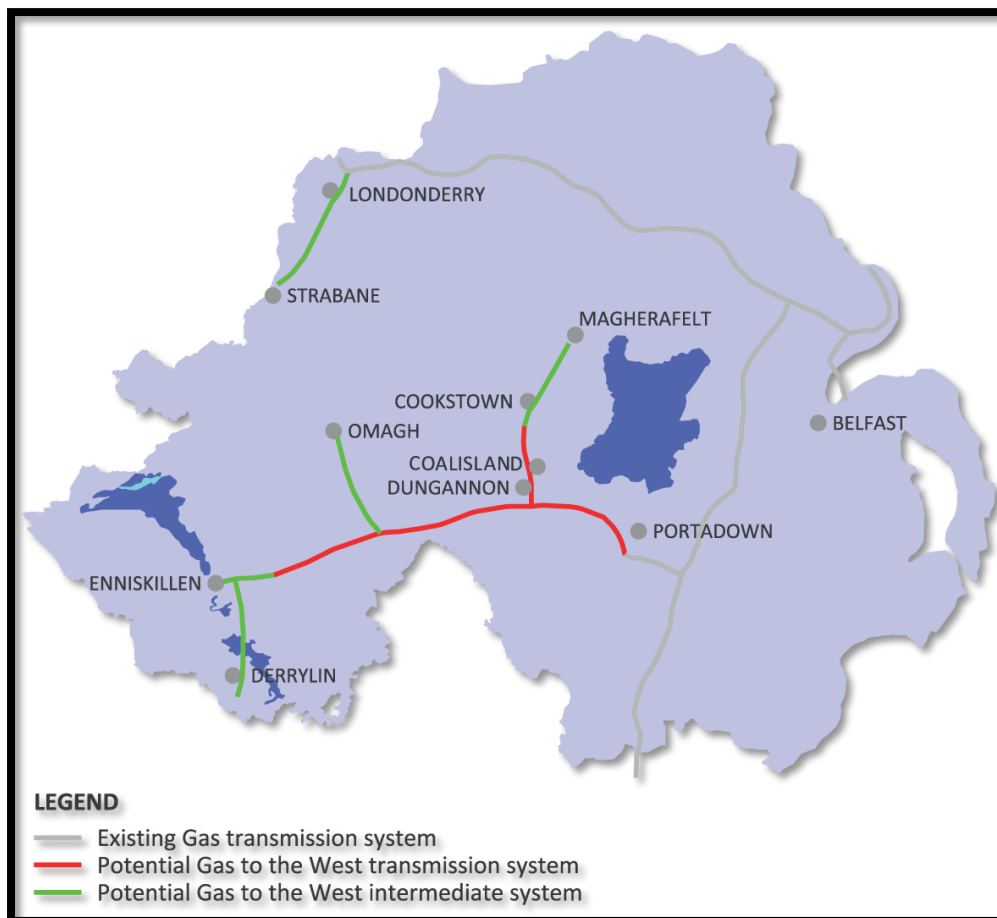 LONDONDERRY
STRABANE
MAGHERAFELT
COOKSTOWN
BELFAST
OMAGH
COALISLAND
DUNGANNON
PORTADOWN
ENNISKILLEN
DERRYLIN
LEGEND
Existing Gas transmission system
Potential Gas to the West transmission system
Potential Gas to the West intermediate system